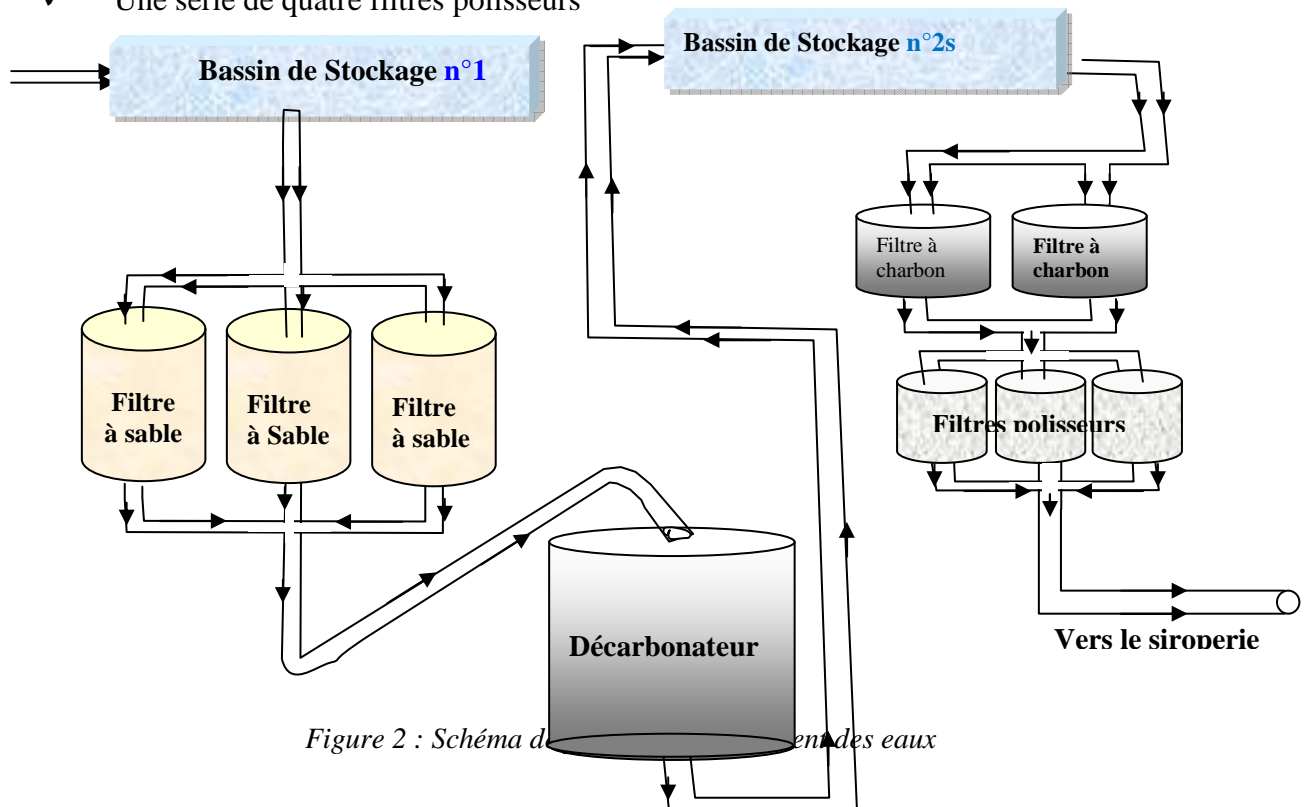 ✓ Une série de quatre filtres polisseurs
Bassin de Stockage n°1
Bassin de Stockage n°2s
Filtre à
charbon
Filtre à
charbon
Filtre
à sable
Filtre
à Sable
Filtre
à sable
Filtres polisseurs
Décarbonateur
Vers le siroperie
Figure 2 : Schéma des eaux